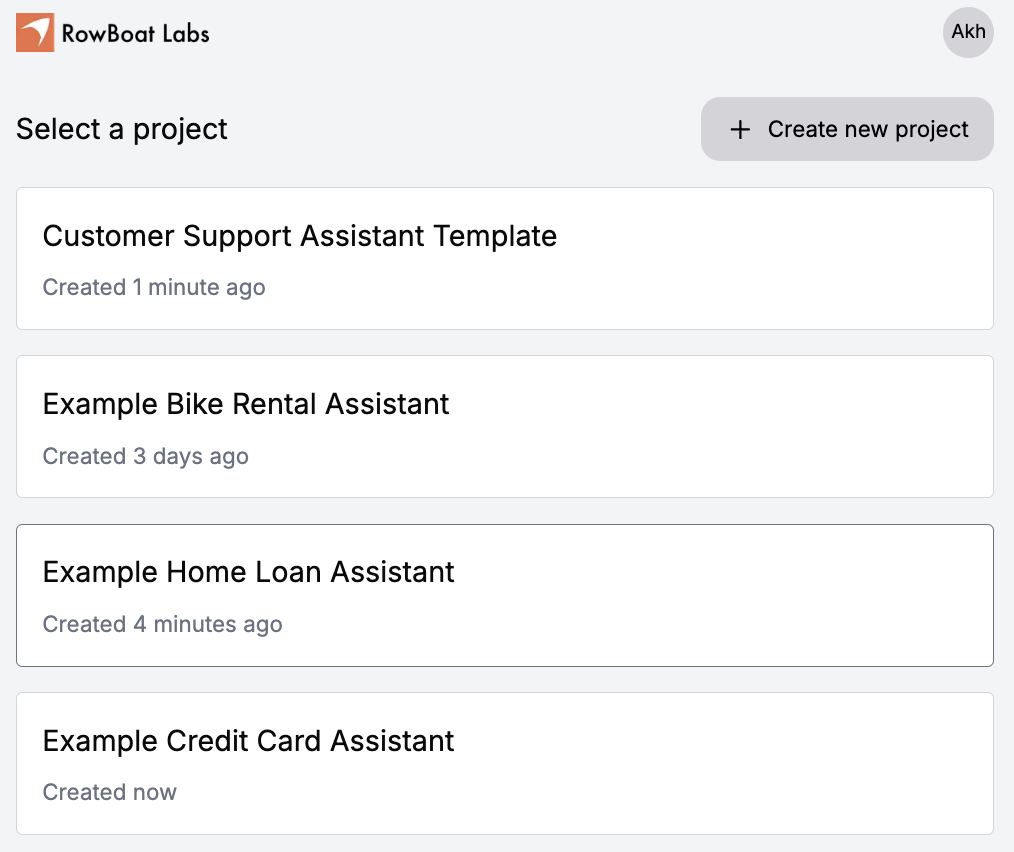 RowBoat Labs
Akh
Select a project
+ Create new project
Customer Support Assistant Template
Created 1 minute ago
Example Bike Rental Assistant
Created 3 days ago
Example Home Loan Assistant
Created 4 minutes ago
Example Credit Card Assistant
Created now